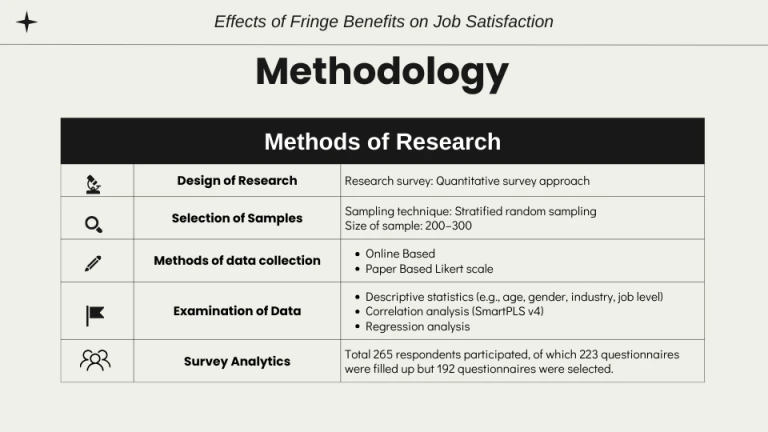 Effects of Fringe Benefits on Job Satisfaction
Methodology
Methods of Research
Design of Research
Research survey: Quantitative survey approach
Selection of Samples
Sampling technique: Stratified random sampling
Size of sample: 200–300
Methods of data collection
• Online Based
• Paper Based Likert scale
Examination of Data
• Descriptive statistics (e.g., age, gender, industry, job level)
• Correlation analysis (SmartPLS v4)
• Regression analysis
Survey Analytics
Total 265 respondents participated, of which 223 questionnaires
were filled up but 192 questionnaires were selected.